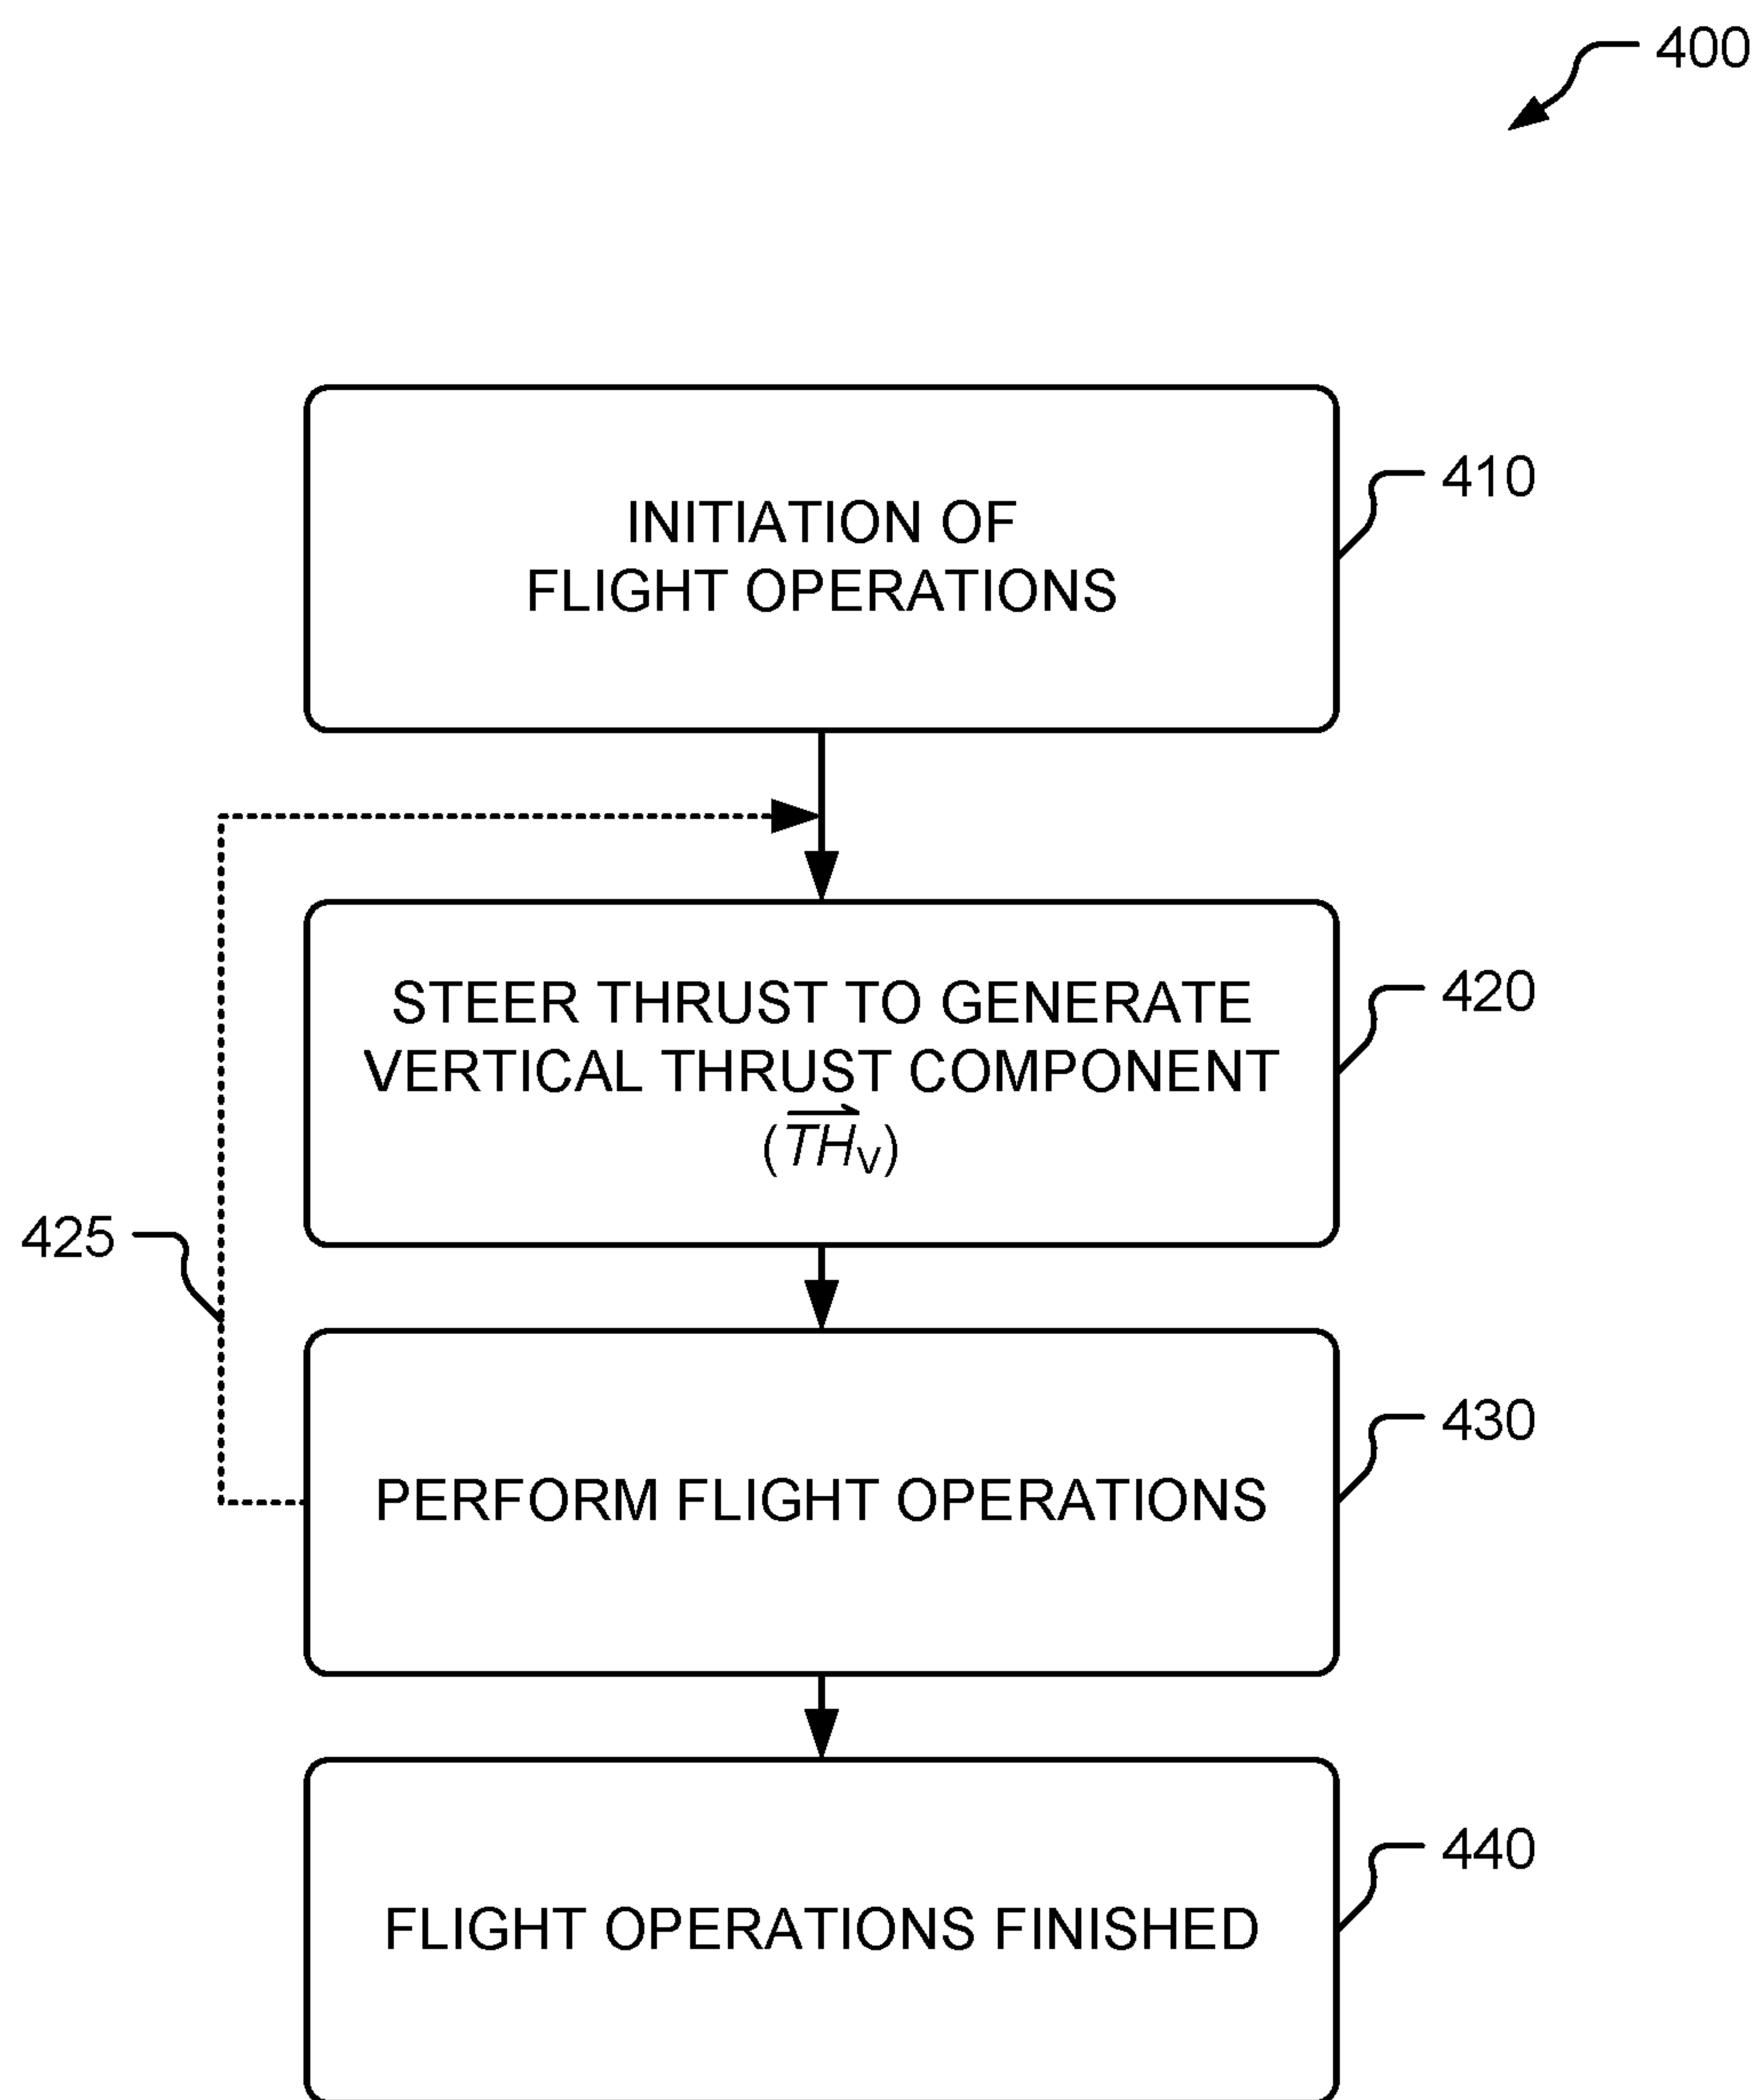 400
INITIATION OF
FLIGHT OPERATIONS
410
STEER THRUST TO GENERATE
VERTICAL THRUST COMPONENT
(TH⃗V)
420
425
PERFORM FLIGHT OPERATIONS
430
FLIGHT OPERATIONS FINISHED
440